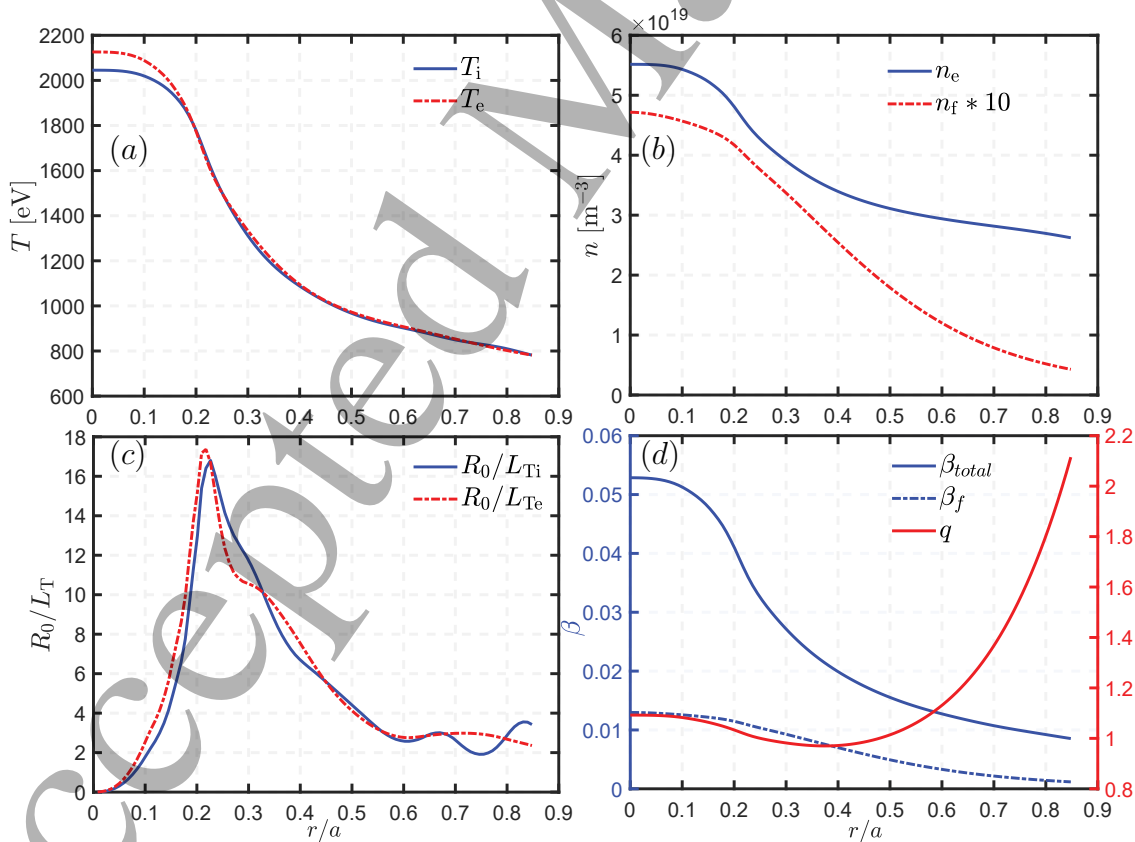 2200
2000
1800
1600
1400
1200
1000
800
600
T [eV]
(a)
T_i
T_e
0 0.1 0.2 0.3 0.4 0.5 0.6 0.7 0.8 0.9
×10^19
6
5
4
3
2
1
0
n [m^−3]
(b)
n_e
n_f * 10
0 0.1 0.2 0.3 0.4 0.5 0.6 0.7 0.8 0.9
18
16
14
12
10
8
6
4
2
0
R_0/L_T
(c)
R_0/L_Ti
R_0/L_Te
0 0.1 0.2 0.3 0.4 0.5 0.6 0.7 0.8 0.9
r/a
0.06
0.05
0.04
0.03
0.02
0.01
0
β
(d)
β_total
β_f
q
2.2
2
1.8
1.6
1.4
1.2
1
0.8
0 0.1 0.2 0.3 0.4 0.5 0.6 0.7 0.8 0.9
r/a
cepted M